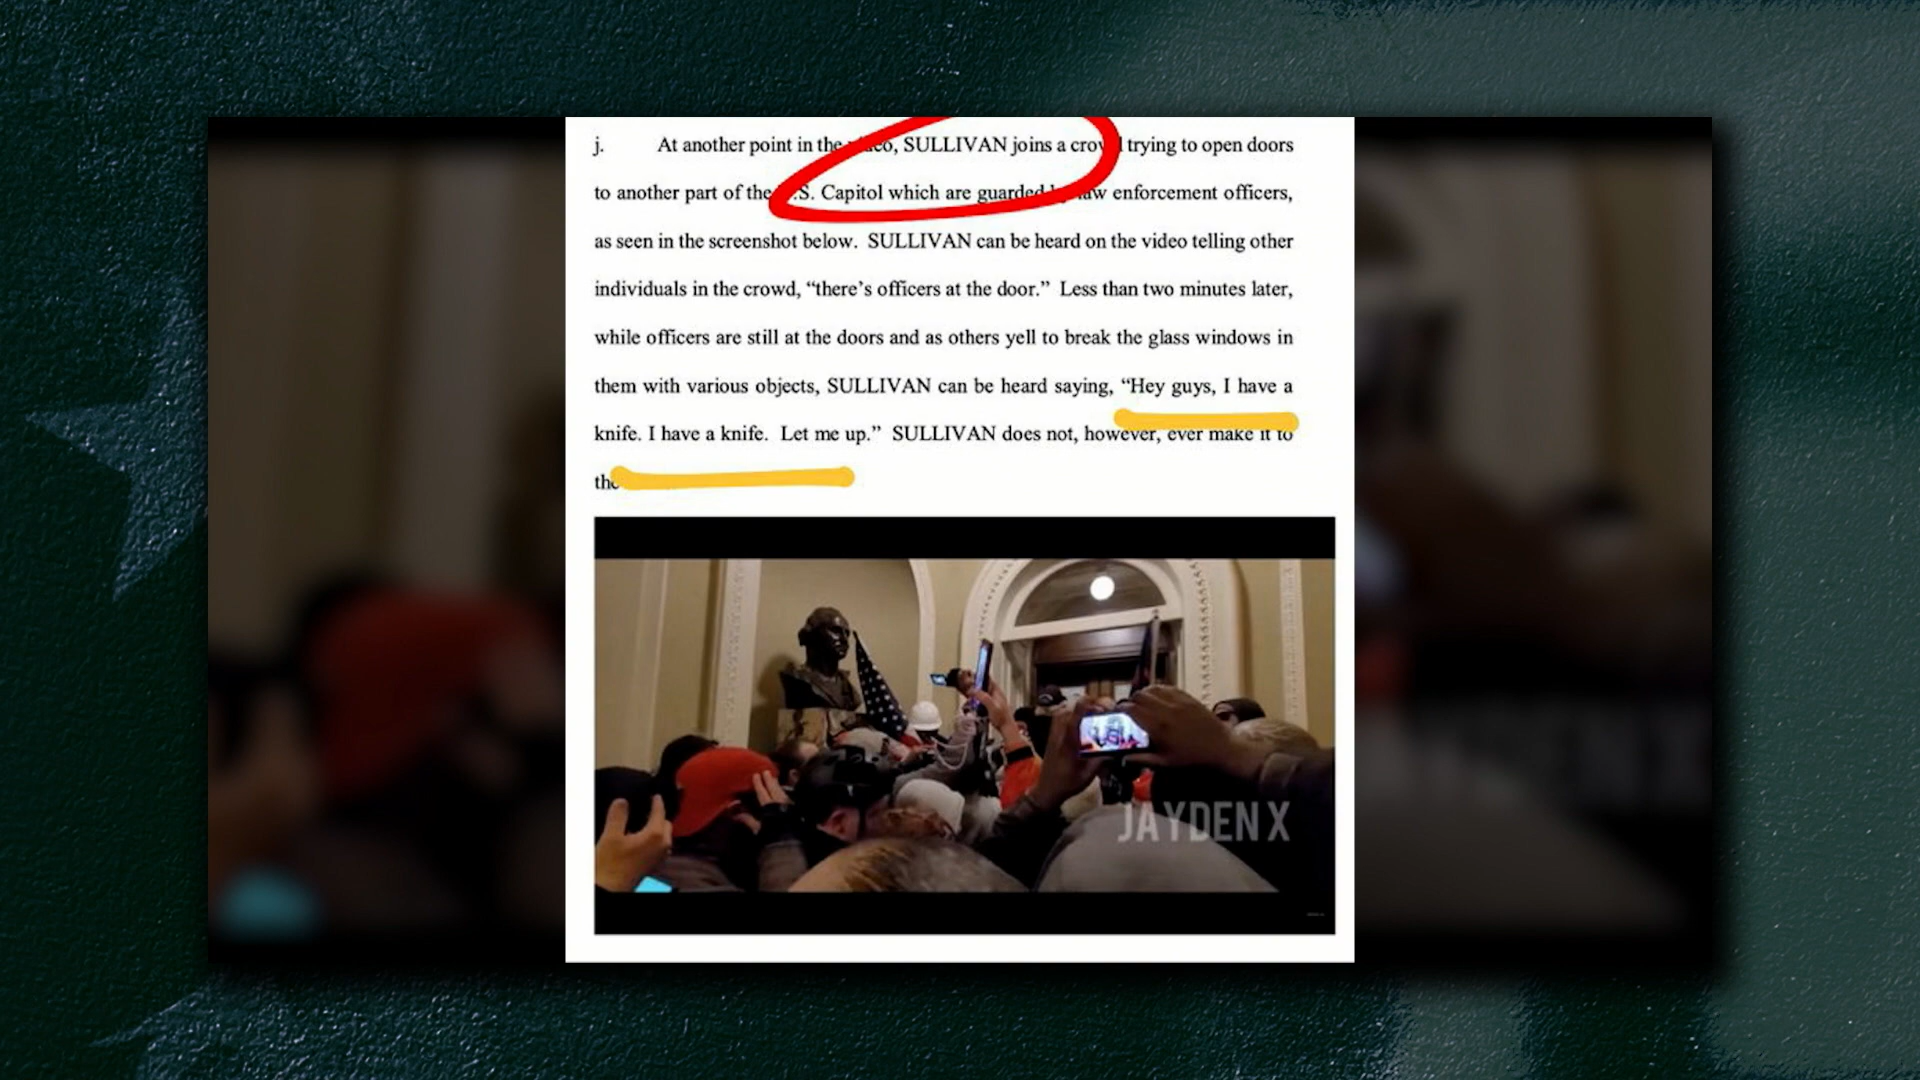 j. At another point in the video, SULLIVAN joins a crowd trying to open doors
to another part of the U.S. Capitol which are guarded by law enforcement officers,
as seen in the screenshot below. SULLIVAN can be heard on the video telling other
individuals in the crowd, “there’s officers at the door.” Less than two minutes later,
while officers are still at the doors and as others yell to break the glass windows in
them with various objects, SULLIVAN can be heard saying, “Hey guys, I have a
knife. I have a knife. Let me up.” SULLIVAN does not, however, ever make it to
the
JAYDEN X